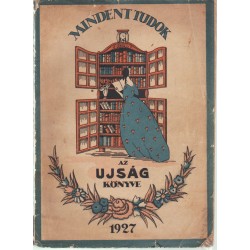 MINDENT TUDOK
AZ
UJSÁG
KÖNYVE
1927